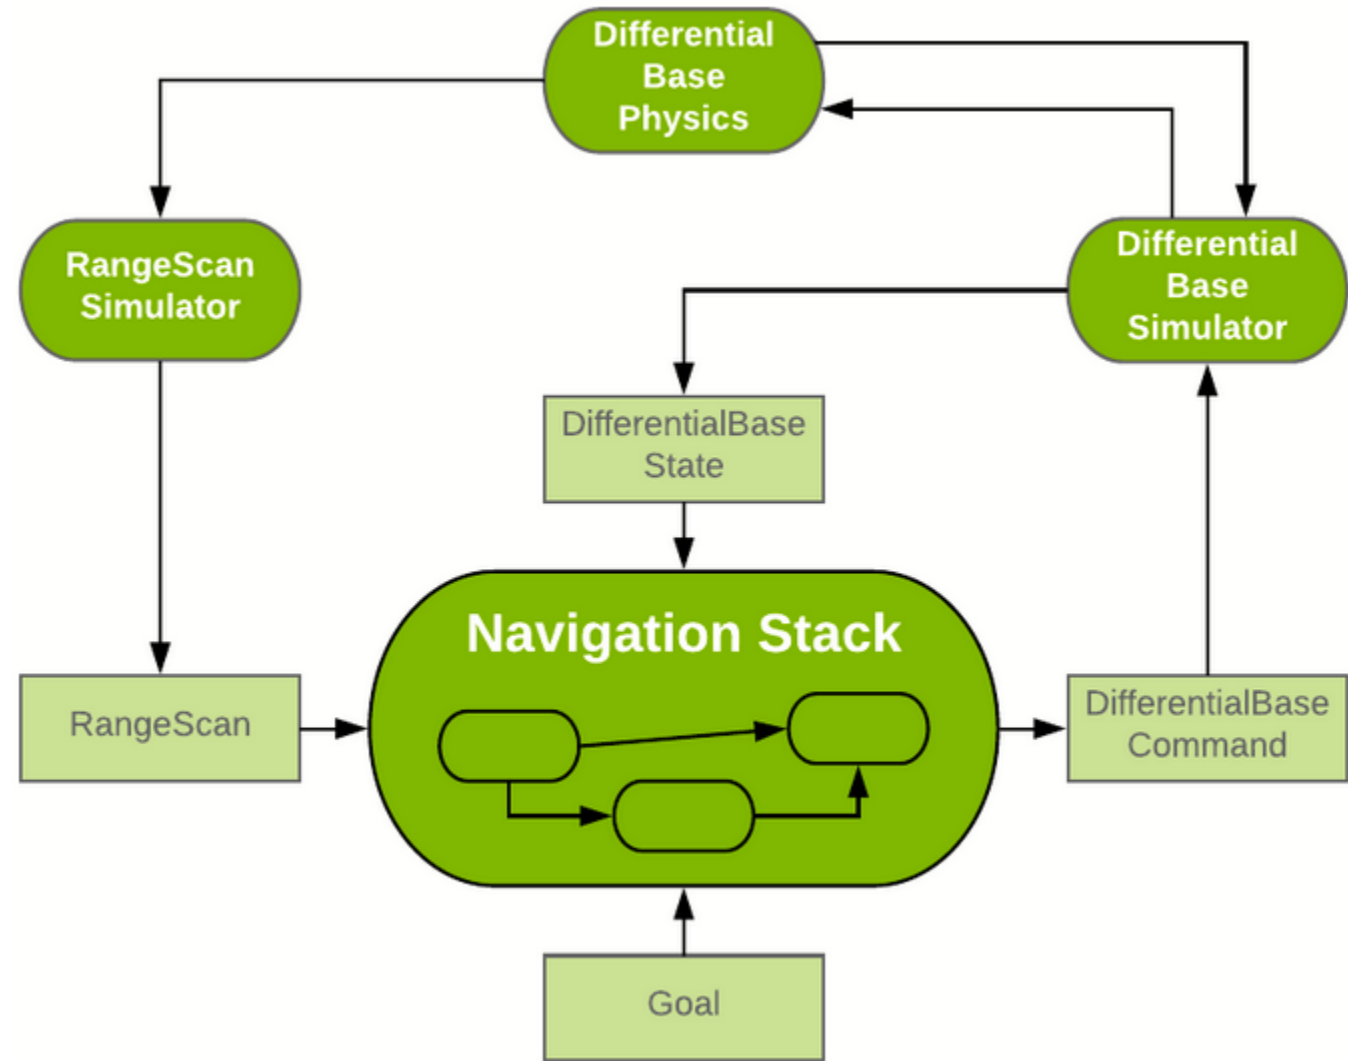 Differential
Base
Physics
RangeScan
Simulator
Differential
Base
Simulator
DifferentialBase
State
Navigation Stack
RangeScan
DifferentialBase
Command
Goal